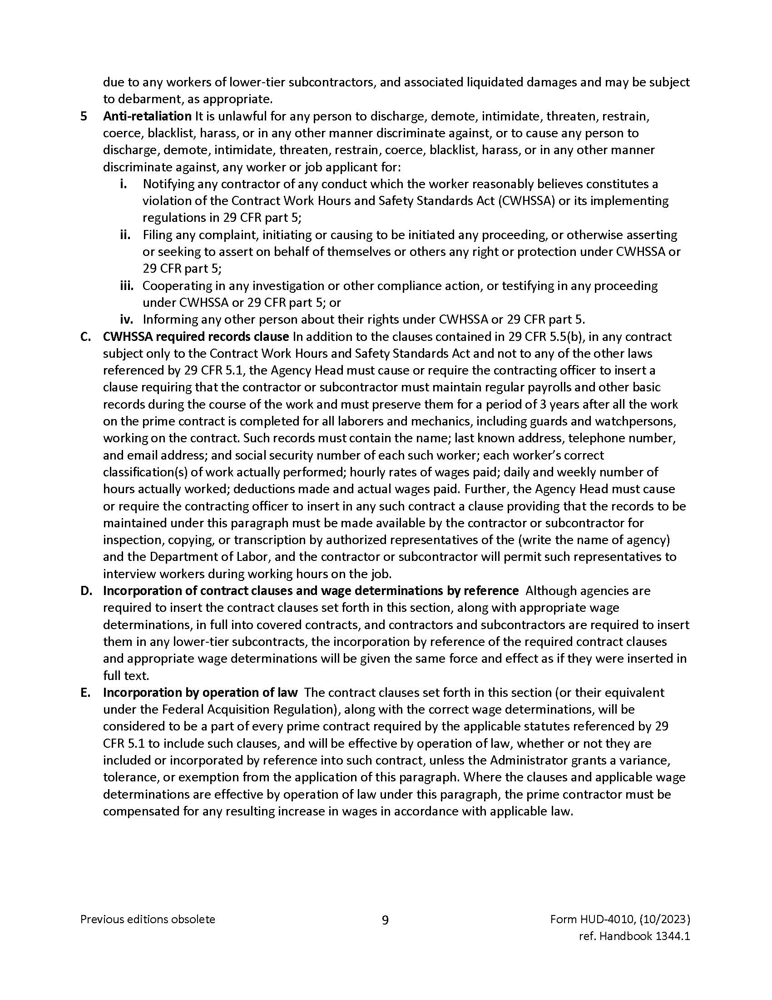 due to any workers of lower-tier subcontractors, and associated liquidated damages and may be subject
to debarment, as appropriate.
5 Anti-retaliation It is unlawful for any person to discharge, demote, intimidate, threaten, restrain,
coerce, blacklist, harass, or in any other manner discriminate against, or to cause any person to
discharge, demote, intimidate, threaten, restrain, coerce, blacklist, harass, or in any other manner
discriminate against, any worker or job applicant for:
i. Notifying any contractor of any conduct which the worker reasonably believes constitutes a
violation of the Contract Work Hours and Safety Standards Act (CWHSSA) or its implementing
regulations in 29 CFR part 5;
ii. Filing any complaint, initiating or causing to be initiated any proceeding, or otherwise asserting
or seeking to assert on behalf of themselves or others any right or protection under CWHSSA or
29 CFR part 5;
iii. Cooperating in any investigation or other compliance action, or testifying in any proceeding
under CWHSSA or 29 CFR part 5; or
iv. Informing any other person about their rights under CWHSSA or 29 CFR part 5.
C. CWHSSA required records clause In addition to the clauses contained in 29 CFR 5.5(b), in any contract
subject only to the Contract Work Hours and Safety Standards Act and not to any of the other laws
referenced by 29 CFR 5.1, the Agency Head must cause or require the contracting officer to insert a
clause requiring that the contractor or subcontractor must maintain regular payrolls and other basic
records during the course of the work and must preserve them for a period of 3 years after all the work
on the prime contract is completed for all laborers and mechanics, including guards and watchpersons,
working on the contract. Such records must contain the name; last known address, telephone number,
and email address; and social security number of each such worker; each worker’s correct
classification(s) of work actually performed; hourly rates of wages paid; daily and weekly number of
hours actually worked; deductions made and actual wages paid. Further, the Agency Head must cause
or require the contracting officer to insert in any such contract a clause providing that the records to be
maintained under this paragraph must be made available by the contractor or subcontractor for
inspection, copying, or transcription by authorized representatives of the (write the name of agency)
and the Department of Labor, and the contractor or subcontractor will permit such representatives to
interview workers during working hours on the job.
D. Incorporation of contract clauses and wage determinations by reference Although agencies are
required to insert the contract clauses set forth in this section, along with appropriate wage
determinations, in full into covered contracts, and contractors and subcontractors are required to insert
them in any lower-tier subcontracts, the incorporation by reference of the required contract clauses
and appropriate wage determinations will be given the same force and effect as if they were inserted in
full text.
E. Incorporation by operation of law The contract clauses set forth in this section (or their equivalent
under the Federal Acquisition Regulation), along with the correct wage determinations, will be
considered to be a part of every prime contract required by the applicable statutes referenced by 29
CFR 5.1 to include such clauses, and will be effective by operation of law, whether or not they are
included or incorporated by reference into such contract, unless the Administrator grants a variance,
tolerance, or exemption from the application of this paragraph. Where the clauses and applicable wage
determinations are effective by operation of law under this paragraph, the prime contractor must be
compensated for any resulting increase in wages in accordance with applicable law.
Previous editions obsolete 9 Form HUD-4010, (10/2023)
ref. Handbook 1344.1